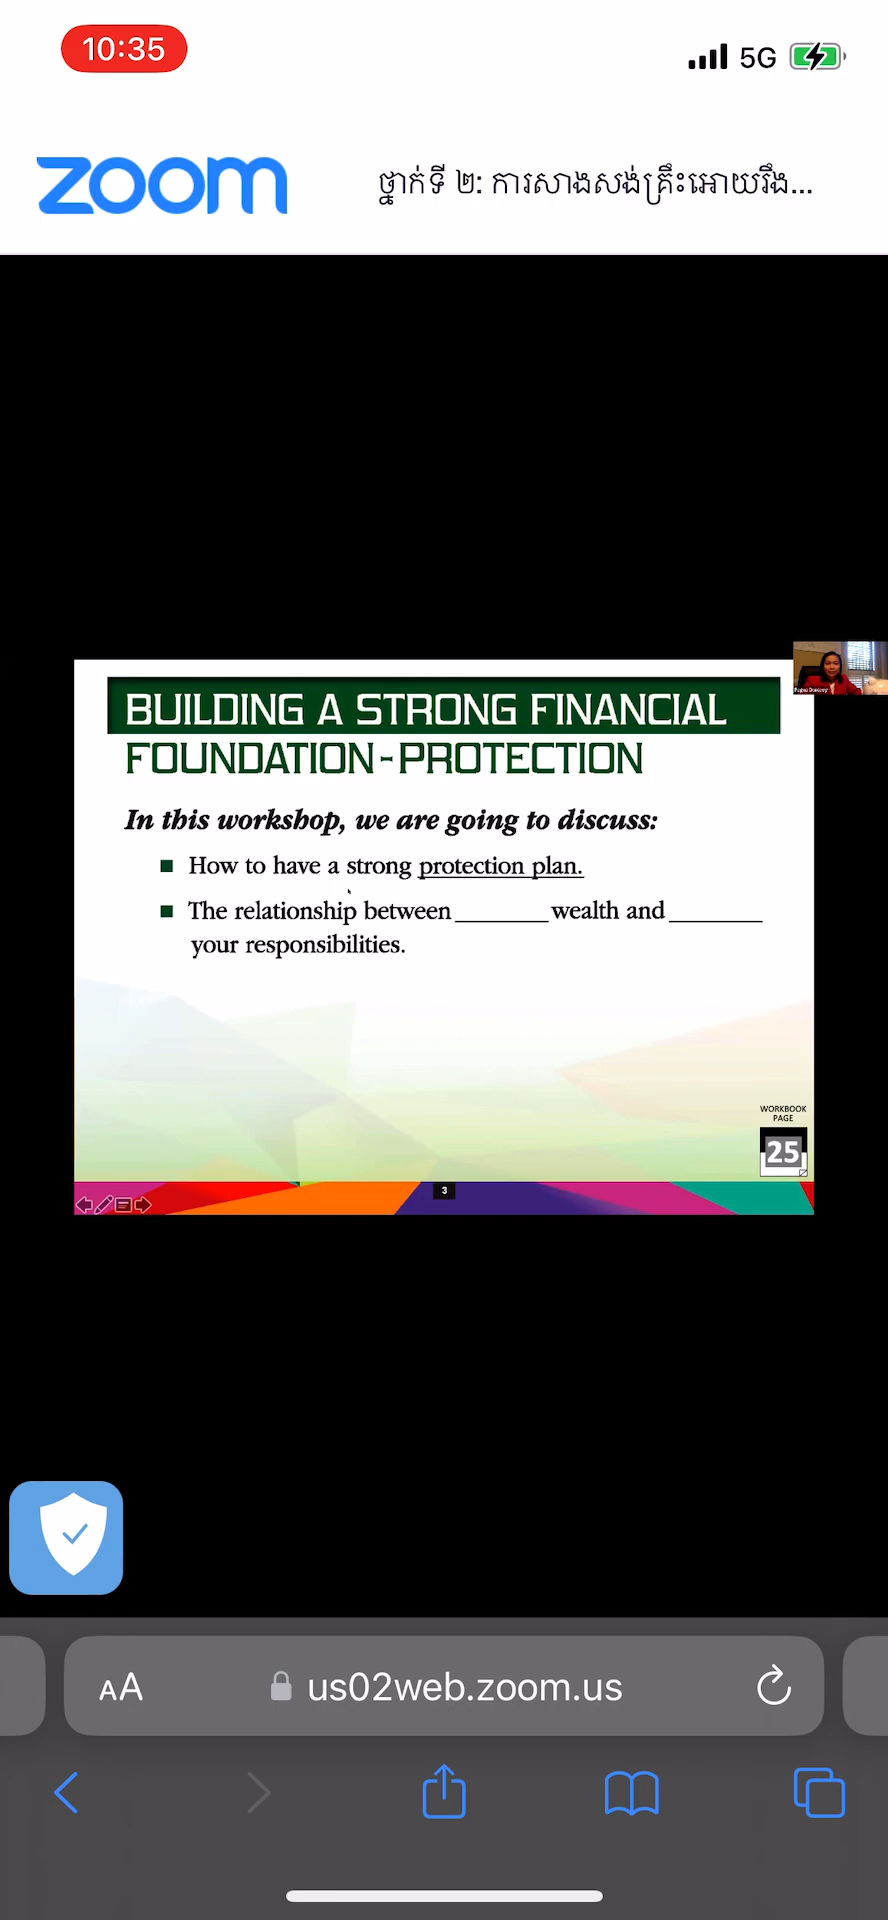 10:35
5G
zoom
ថ្នាក់ទី ២: ការសាងសង់គ្រឹះអោយរឹង...
BUILDING A STRONG FINANCIAL
FOUNDATION-PROTECTION
In this workshop, we are going to discuss:
■ How to have a strong protection plan.
■ The relationship between ________ wealth and ________
your responsibilities.
WORKBOOK
PAGE
25
3
AA
us02web.zoom.us